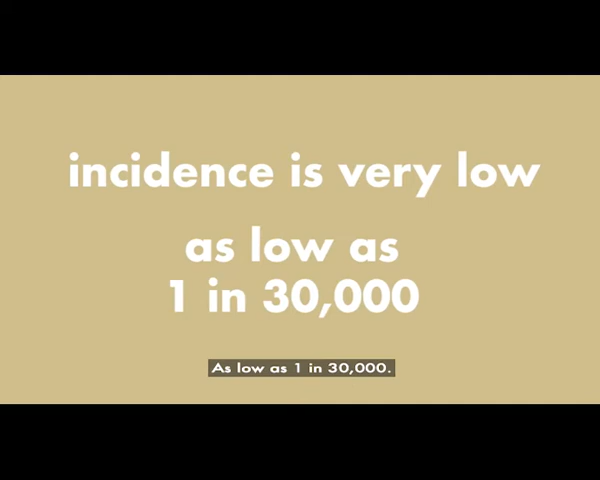 incidence is very low
as low as
1 in 30,000
As low as 1 in 30,000.